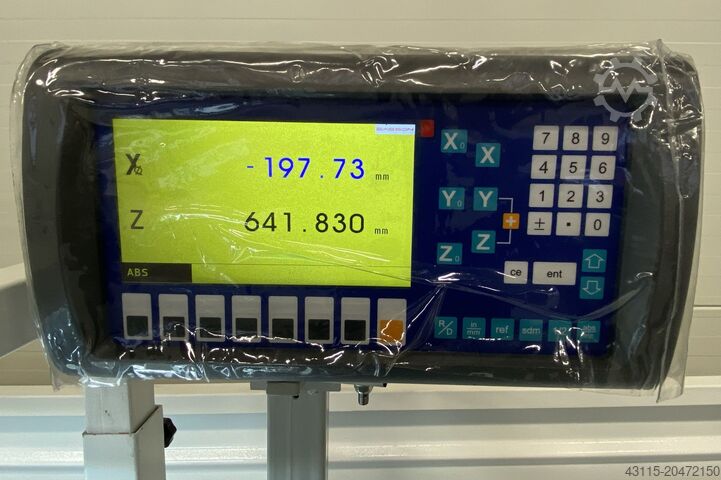 X -197.73 mm
Z 641.830 mm
ABS
X₀ X
Y₀ Y
+
Z₀ Z
7 8 9
4 5 6
1 2 3
± . 0
ce ent
R/D in/mm ref sdm
abs
43115-20472150